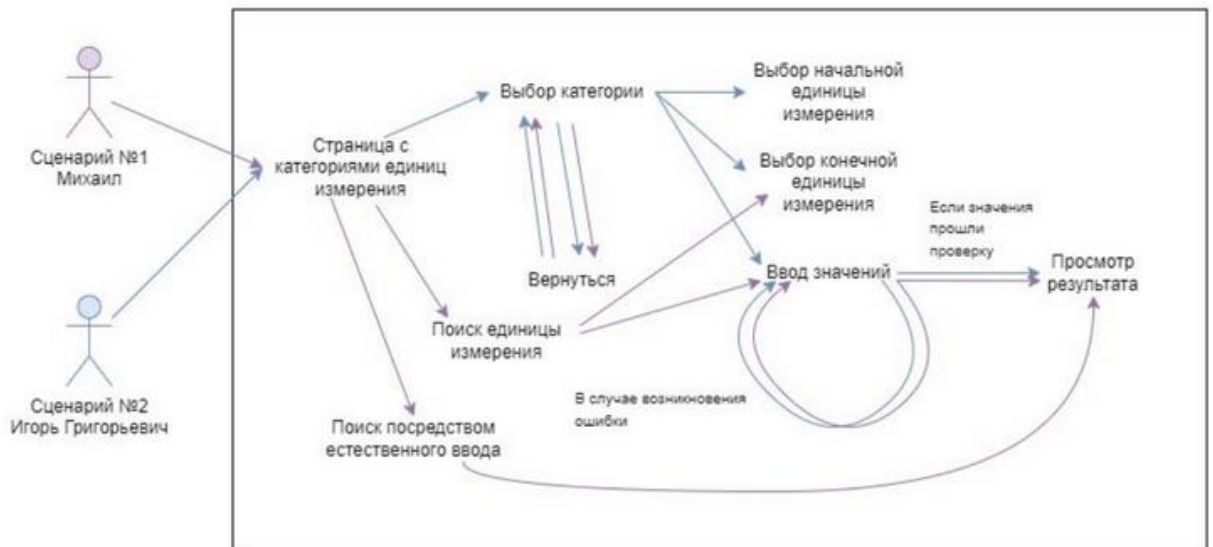 Сценарий №1
Михаил
Сценарий №2
Игорь Григорьевич
Страница с
категориями единиц
измерения
Выбор категории
Вернуться
Поиск единицы
измерения
Поиск посредством
естественного ввода
Выбор начальной
единицы
измерения
Выбор конечной
единицы
измерения
Ввод значений
В случае возникновения
ошибки
Если значения
прошли
проверку
Просмотр
результата